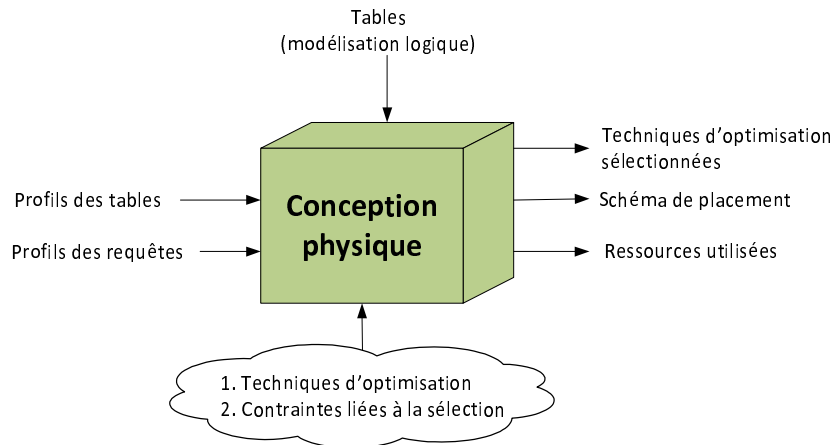 Tables
(modélisation logique)
Techniques d'optimisation
sélectionnées
Profils des tables
Conception
physique
Schéma de placement
Profils des requêtes
Ressources utilisées
1. Techniques d'optimisation
2. Contraintes liées à la sélection